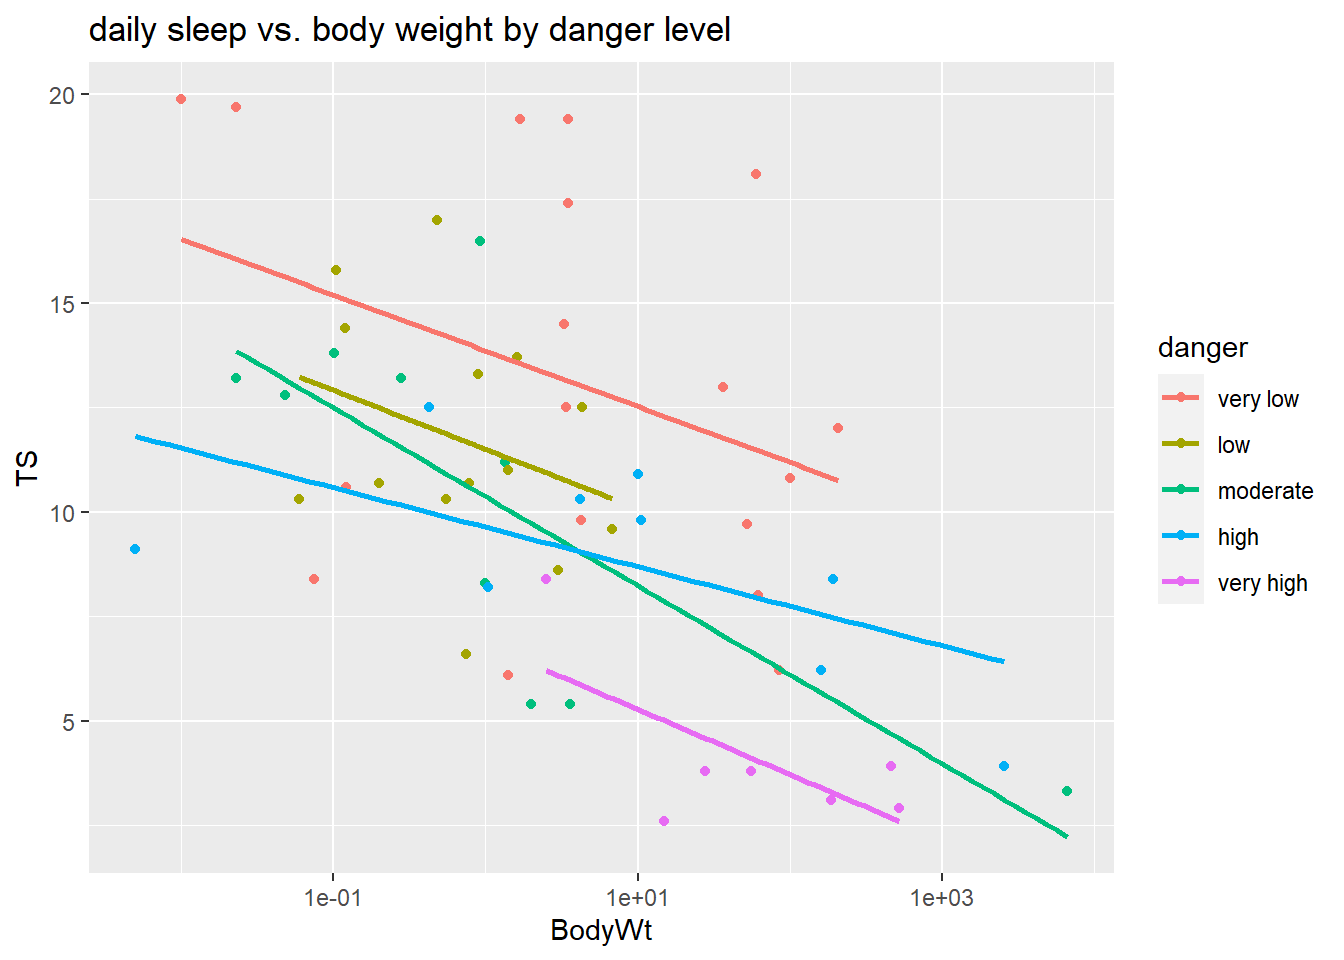 daily sleep vs. body weight by danger level
20
15
10
5
TS
1e-01
1e+01
1e+03
BodyWt
danger
very low
low
moderate
high
very high